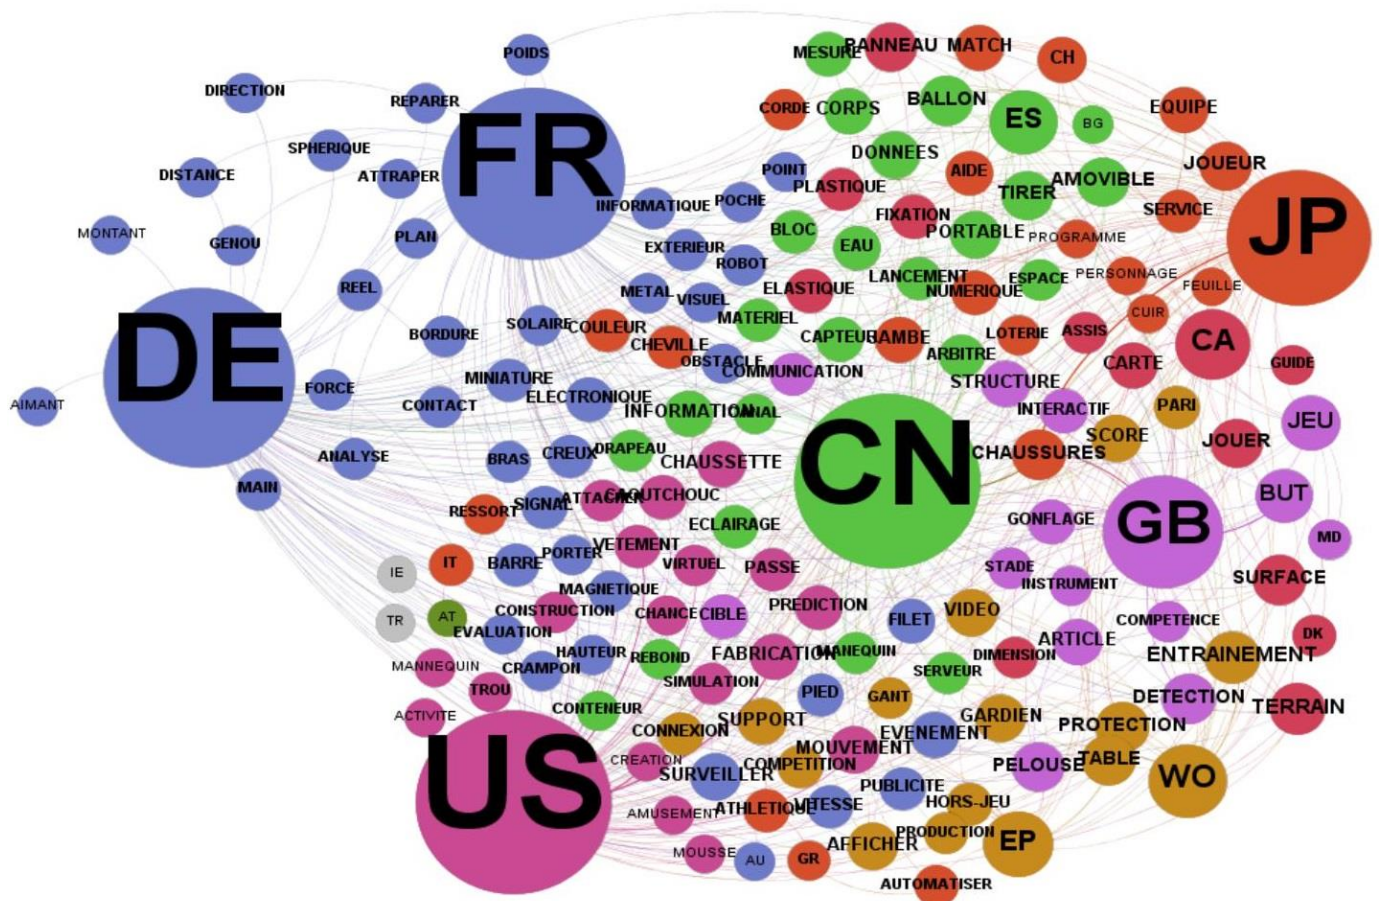 POIDS
MESURE
PANNEAU
MATCH
CH
DIRECTION
REPARER
CORDE
CORPS
BALLON
ES
BG
EQUIPE
SPHERIQUE
FR
DISTANCE
ATTRAPER
POINT
DONNEES
AIDE
AMOVIBLE
JOUEUR
PLASTIQUE
TIRER
INFORMATIQUE
POCHE
FIXATION
SERVICE
JP
MONTANT
GENOU
PLAN
BLOC
EAU
PORTABLE
PROGRAMME
EXTERIEUR
ROBOT
LANCEMENT
ESPACE
PERSONNAGE
REEL
METAL
VISUEL
ELASTIQUE
NUMERIQUE
FEUILLE
BORDURE
SOLAIRE
COULEUR
MATERIEL
CUIR
DE
CHEVILLE
CAPTEUR
JAMBE
LOTERIE
ASSIS
CA
OBSTACLE
ARBITRE
CARTE
GUIDE
MINIATURE
COMMUNICATION
STRUCTURE
FORCE
AIMANT
CONTACT
ELECTRONIQUE
INFORMATION
CANAL
INTERACTIF
PARI
JEU
CN
SCORE
JOUER
ANALYSE
BRAS
CREUX
DRAPEAU
CHAUSSETTE
CHAUSSURES
MAIN
RESSORT
SIGNAL
ATTACHER
CAOUTCHOUC
BUT
ECLAIRAGE
GONFLAGE
GB
MD
IE
IT
BARRE
PORTER
VETEMENT
VIRTUEL
PASSE
STADE
INSTRUMENT
SURFACE
MAGNETIQUE
TR
AT
CONSTRUCTION
CHANCE
CIBLE
PREDICTION
FILET
VIDEO
COMPETENCE
EVALUATION
ARTICLE
DK
MANNEQUIN
CRAMPON
HAUTEUR
REBOND
FABRICATION
MANEQUIN
SERVEUR
DIMENSION
ENTRAINEMENT
TROU
SIMULATION
PIED
GANT
DETECTION
TERRAIN
ACTIVITE
CONTENEUR
CONNEXION
SUPPORT
EVENEMENT
GARDIEN
PROTECTION
US
CREATION
SURVEILLER
COMPETITION
MOUVEMENT
PELOUSE
TABLE
WO
PUBLICITE
AMUSEMENT
ATHLETIQUE
VITESSE
HORS-JEU
PRODUCTION
MOUSSE
AU
GR
AFFICHER
EP
AUTOMATISER